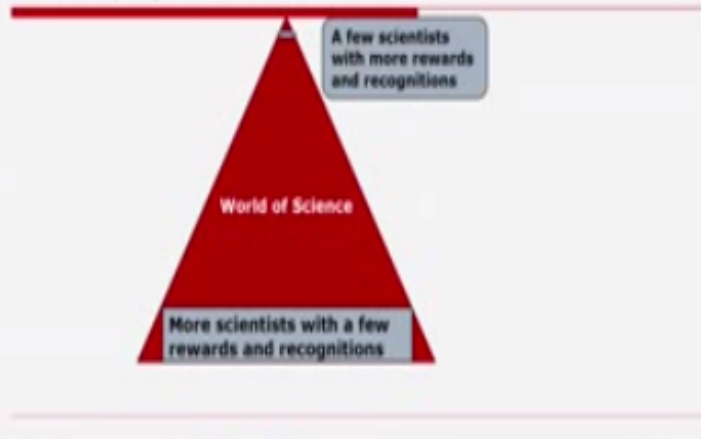 A few scientists
with more rewards
and recognitions
World of Science
More scientists with a few
rewards and recognitions